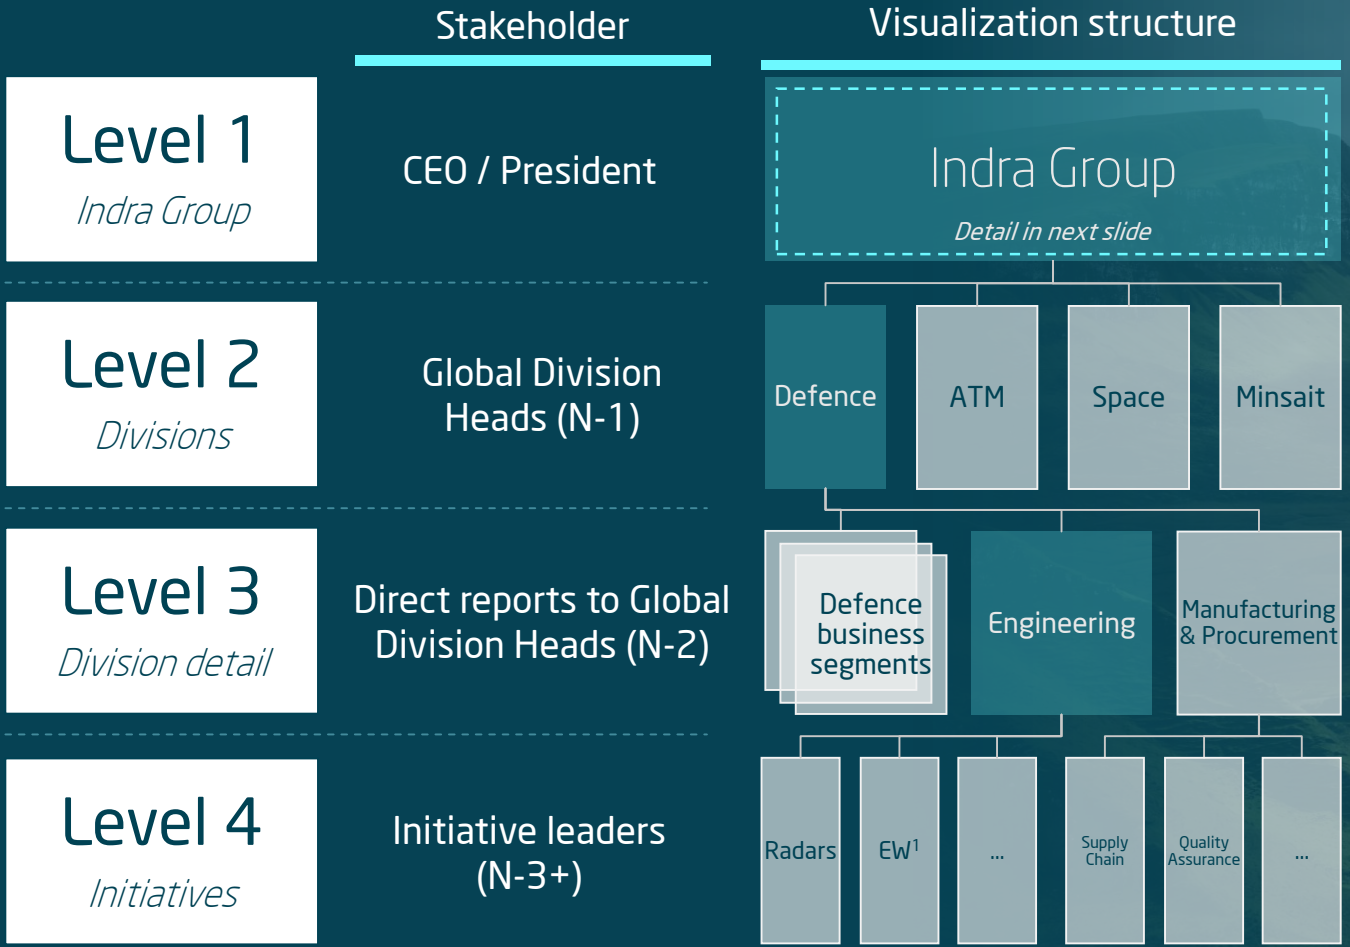 Stakeholder
Visualization structure
Level 1
Indra Group
CEO / President
Indra Group
Detail in next slide
Level 2
Divisions
Global Division
Heads (N-1)
Defence
ATM
Space
Minsait
Level 3
Division detail
Direct reports to Global
Division Heads (N-2)
Defence
business
segments
Engineering
Manufacturing
& Procurement
Level 4
Initiatives
Initiative leaders
(N-3+)
Radars
EW¹
...
Supply
Chain
Quality
Assurance
...